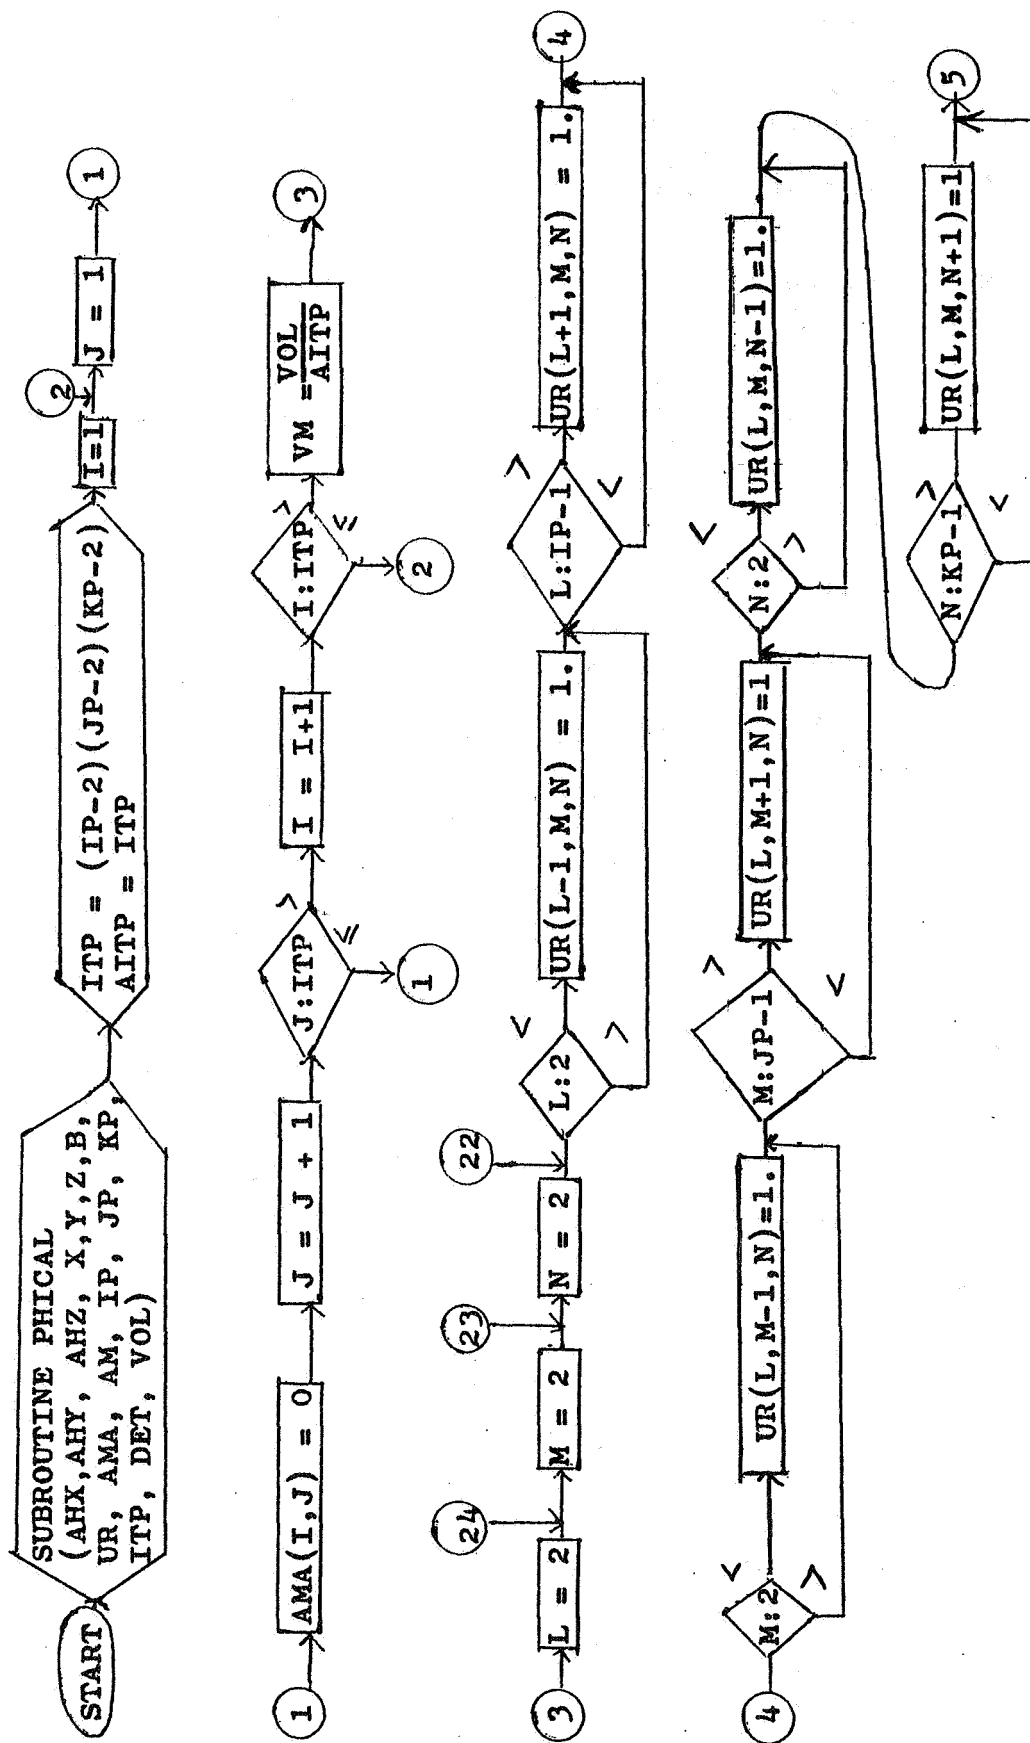 START
SUBROUTINE PHICAL
(AHX,AHY, AHZ, X,Y,Z,B,
UR, AMA, AM, IP, JP, KP,
ITP, DET, VOL)
ITP = (IP-2)(JP-2)(KP-2)
AITP = ITP
I=1
2
J = 1
1
1
AMA(I,J) = 0
J = J + 1
J:ITP
>
≤
1
I = I+1
I:ITP
>
≤
2
VM = VOL
AITP
3
3
L = 2
24
M = 2
23
N = 2
22
L:2
<
>
UR(L-1,M,N) = 1.
L:IP-1
>
<
UR(L+1,M,N) = 1.
4
4
M:2
<
>
UR(L,M-1,N)=1.
M:JP-1
>
<
UR(L,M+1,N)=1
N:2
<
>
UR(L,M,N-1)=1.
N:KP-1
>
<
UR(L,M,N+1)=1
5